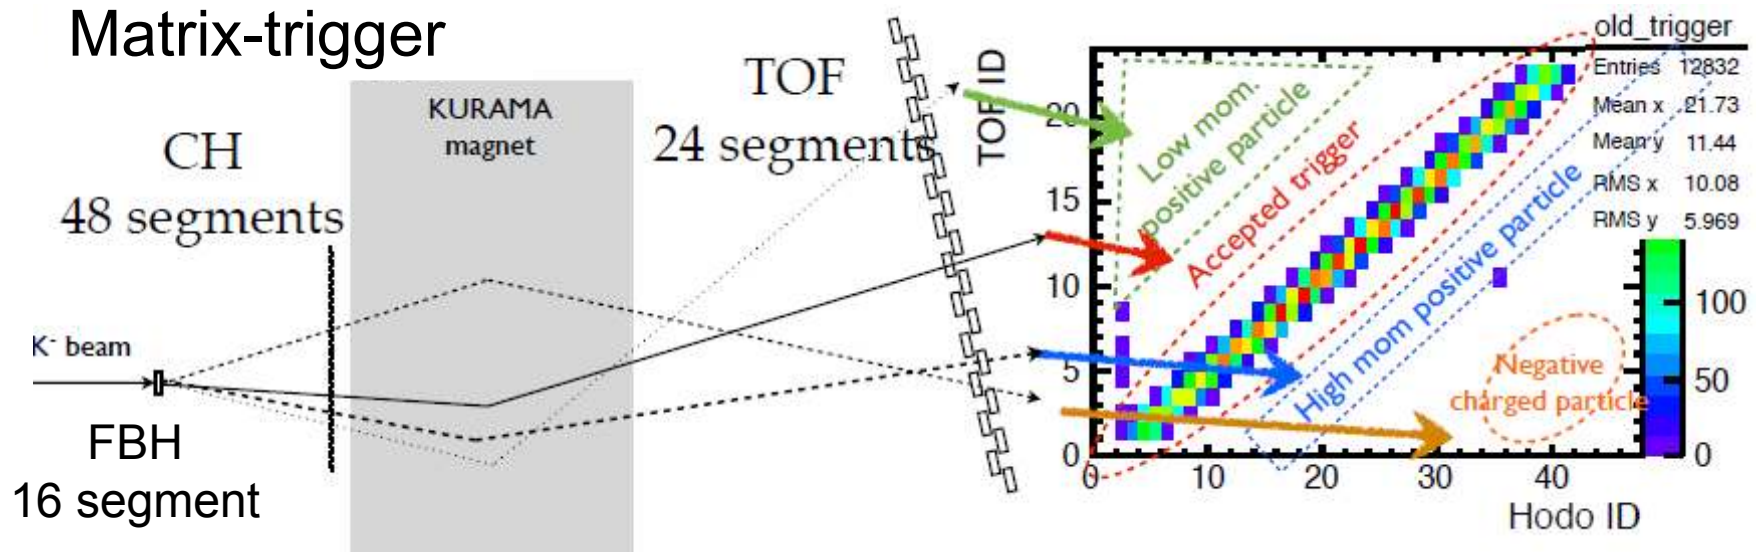 Matrix-trigger
KURAMA
magnet
CH
48 segments
TOF
24 segments
K- beam
FBH
16 segment
TOF ID
old_trigger
Entries 12832
Mean x 21.73
Mean y 11.44
RMS x 10.08
RMS y 5.969
Low mom.
positive particle
Accepted trigger
High mom positive particle
Negative
charged particle
20
15
10
5
0
0 10 20 30 40
Hodo ID
100
50
0